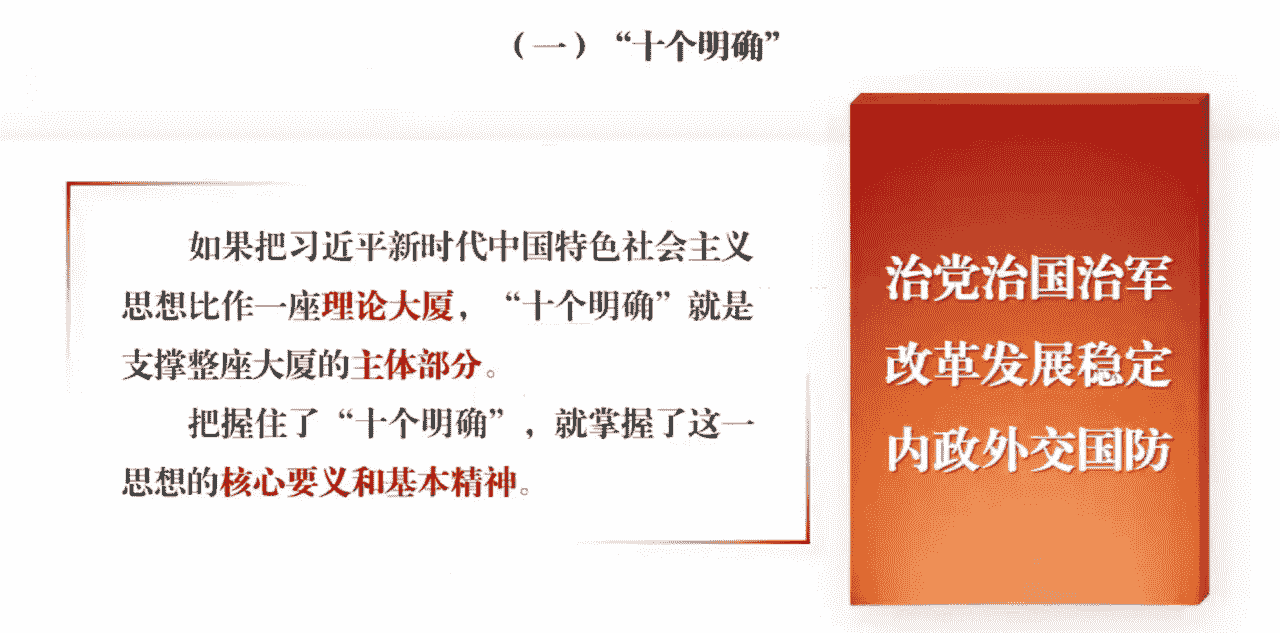 （一）“十个明确”
如果把习近平新时代中国特色社会主义
思想比作一座理论大厦，“十个明确”就是
支撑整座大厦的主体部分。
把握住了“十个明确”，就掌握了这一
思想的核心要义和基本精神。
治党治国治军
改革发展稳定
内政外交国防